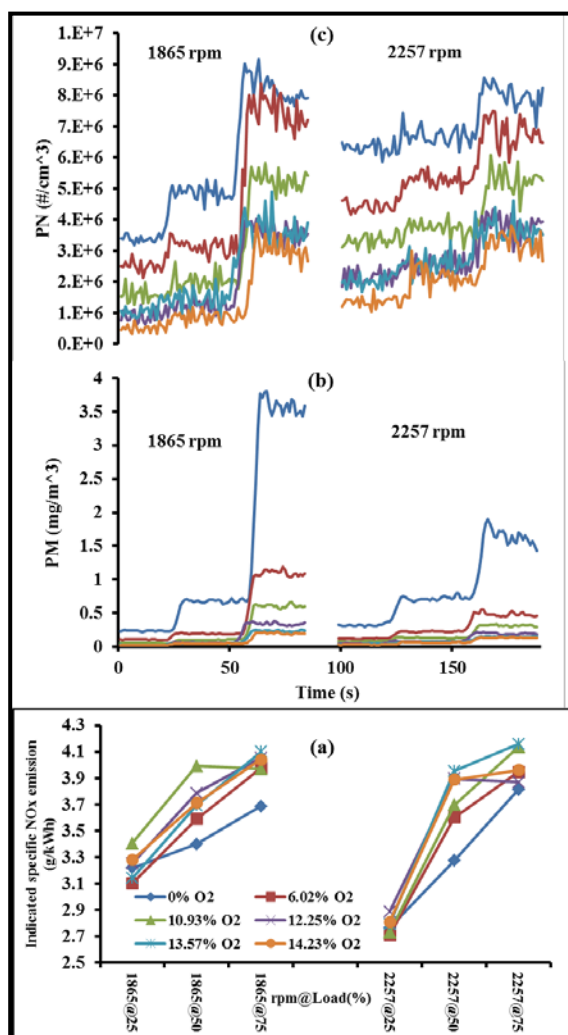 (c)
1865 rpm
2257 rpm
PN (#/cm^3)
1.E+7
9.E+6
8.E+6
7.E+6
6.E+6
5.E+6
4.E+6
3.E+6
2.E+6
1.E+6
0.E+0
(b)
1865 rpm
2257 rpm
PM (mg/m^3)
4
3.5
3
2.5
2
1.5
1
0.5
0
0
50
100
150
Time (s)
(a)
Indicated specific NOx emission
(g/kWh)
4.3
4.1
3.9
3.7
3.5
3.3
3.1
2.9
2.7
2.5
0% O2
6.02% O2
10.93% O2
12.25% O2
13.57% O2
14.23% O2
1865@25
1865@50
1865@75
2257@25
2257@50
2257@75
rpm@Load(%)